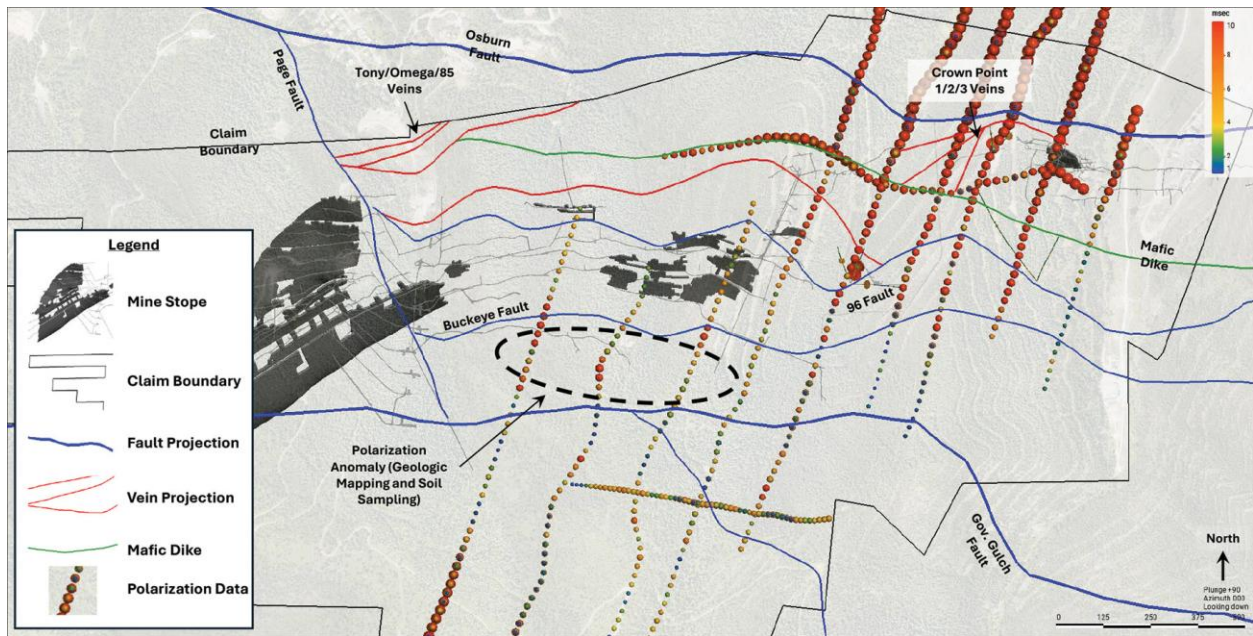 Osburn
Fault
msec
10
8
6
4
2
0
Page Fault
Tony/Omega/85
Veins
Crown Point
1/2/3 Veins
Claim
Boundary
Mafic
Dike
96 Fault
Buckeye Fault
Legend
Mine Stope
Claim Boundary
Fault Projection
Vein Projection
Mafic Dike
Polarization Data
Polarization
Anomaly (Geologic
Mapping and Soil
Sampling)
Gov. Gulch
Fault
North
Plunge +90
Azimuth 000
Looking down
0 125 250 375